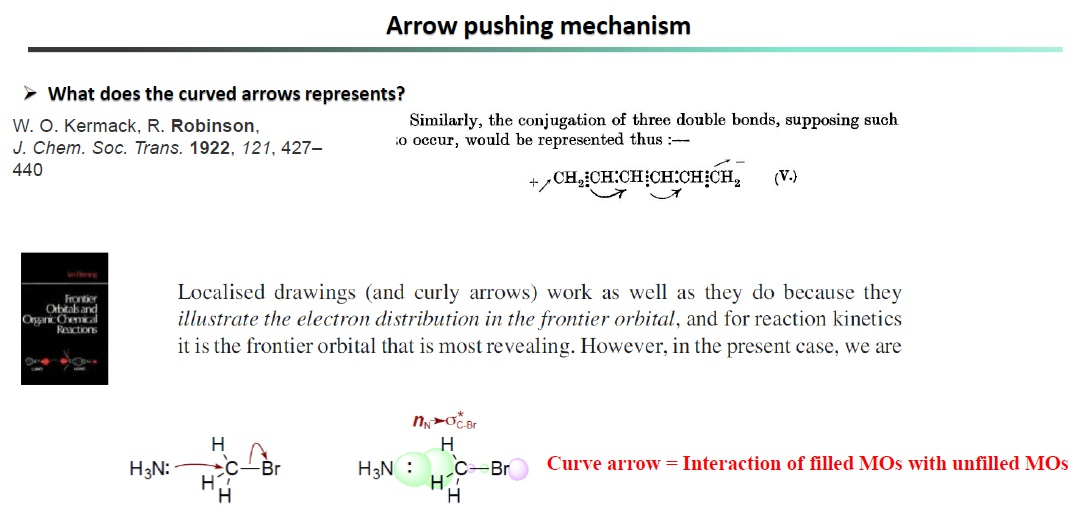 Arrow pushing mechanism
➤ What does the curved arrows represents?
W. O. Kermack, R. Robinson,
J. Chem. Soc. Trans. 1922, 121, 427–
440
Similarly, the conjugation of three double bonds, supposing such
to occur, would be represented thus :—
+ CH₂⋮CH:CH⋮CH:CH⋮CH₂ − (V.)
Frontier
Orbitals and
Organic Chemical
Reactions
LUMO HOMO
Localised drawings (and curly arrows) work as well as they do because they
illustrate the electron distribution in the frontier orbital, and for reaction kinetics
it is the frontier orbital that is most revealing. However, in the present case, we are
H₃N: H C—Br H H
nN➤σ*C-Br
H₃N : H C—Br H H
Curve arrow = Interaction of filled MOs with unfilled MOs